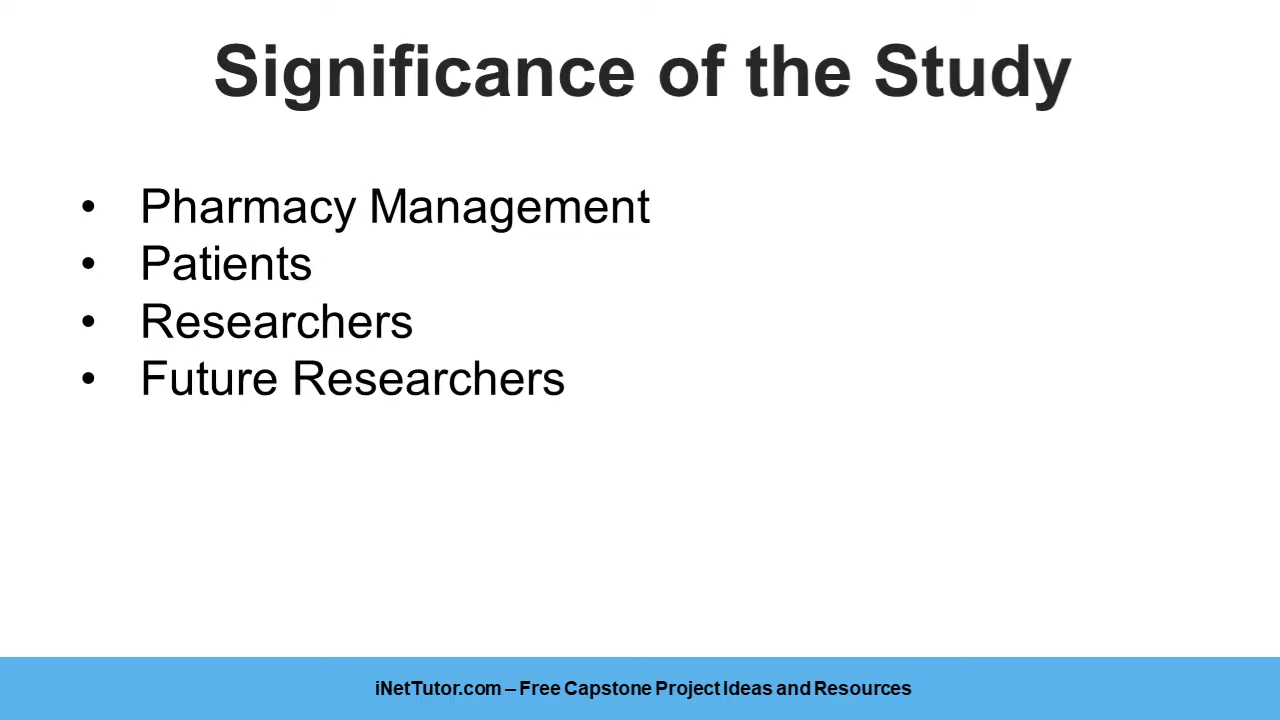 Significance of the Study
• Pharmacy Management
• Patients
• Researchers
• Future Researchers
iNetTutor.com – Free Capstone Project Ideas and Resources